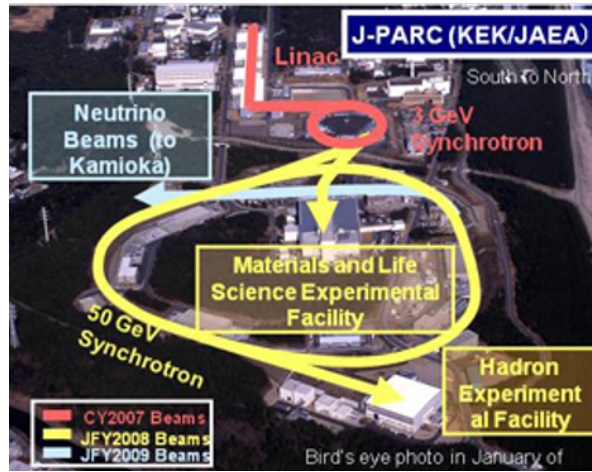 J-PARC (KEK/JAEA)
Linac
South to North
Neutrino
Beams (to
Kamioka)
3 GeV
Synchrotron
Materials and Life
Science Experimental
Facility
50 GeV
Synchrotron
Hadron
Experiment
al Facility
CY2007 Beams
JFY2008 Beams
JFY2009 Beams
Bird's eye photo in January of